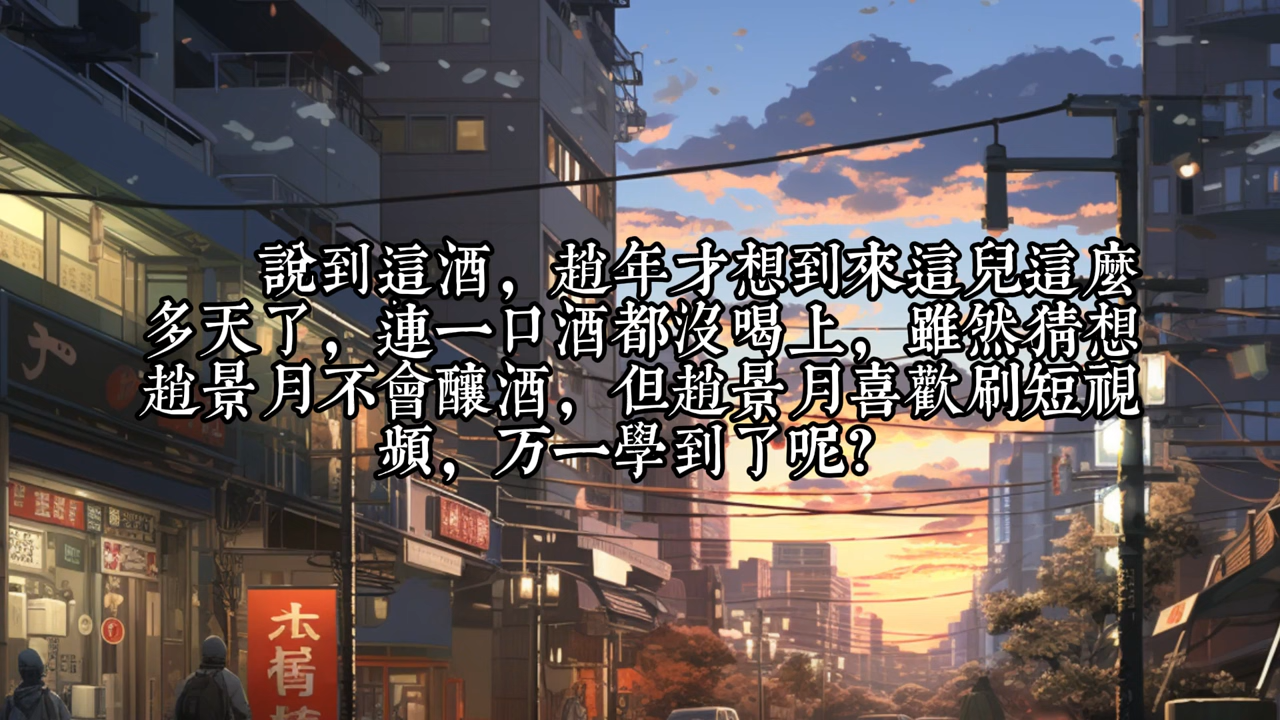 說到這酒，趙年才想到來這兒這麼
多天了，連一口酒都沒喝上，雖然猜想
趙景月不會釀酒，但趙景月喜歡刷短視
頻，万一學到了呢？